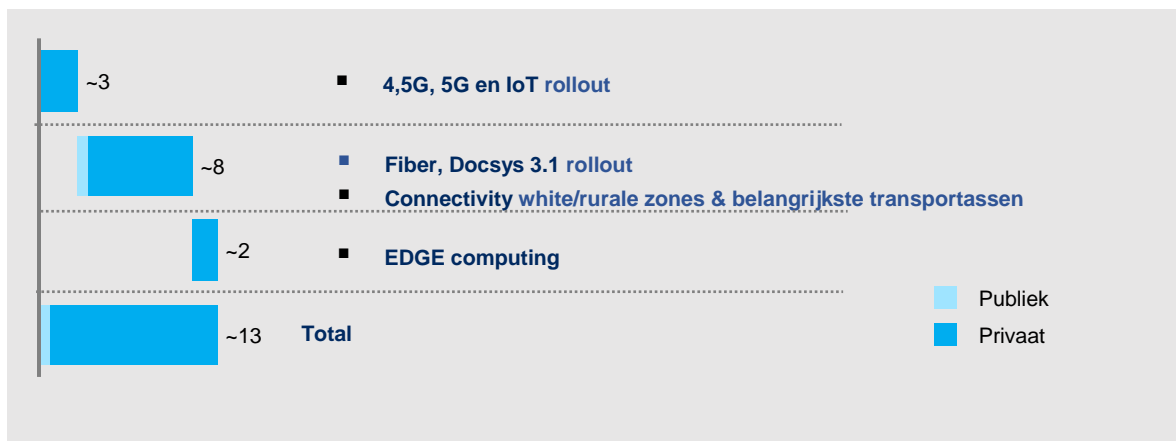 ~3
4,5G, 5G en IoT rollout
~8
Fiber, Docsys 3.1 rollout
Connectivity white/rurale zones & belangrijkste transportassen
~2
EDGE computing
~13
Total
Publiek
Privaat